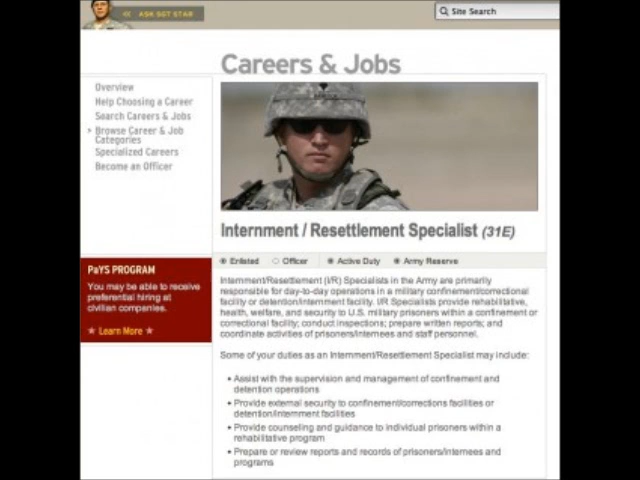 << ASK SGT STAR
Site Search
Careers & Jobs
Overview
Help Choosing a Career
Search Careers & Jobs
Browse Career & Job
Categories
Specialized Careers
Become an Officer
Internment / Resettlement Specialist (31E)
Enlisted Officer Active Duty Army Reserve
PaYS PROGRAM
You may be able to receive
preferential hiring at
civilian companies.
★ Learn More ★
Internment/Resettlement (I/R) Specialists in the Army are primarily
responsible for day-to-day operations in a military confinement/correctional
facility or detention/internment facility. I/R Specialists provide rehabilitative,
health, welfare, and security to U.S. military prisoners within a confinement or
correctional facility; conduct inspections; prepare written reports; and
coordinate activities of prisoners/internees and staff personnel.
Some of your duties as an Internment/Resettlement Specialist may include:
• Assist with the supervision and management of confinement and
detention operations
• Provide external security to confinement/corrections facilities or
detention/internment facilities
• Provide counseling and guidance to individual prisoners within a
rehabilitative program
• Prepare or review reports and records of prisoners/internees and
programs